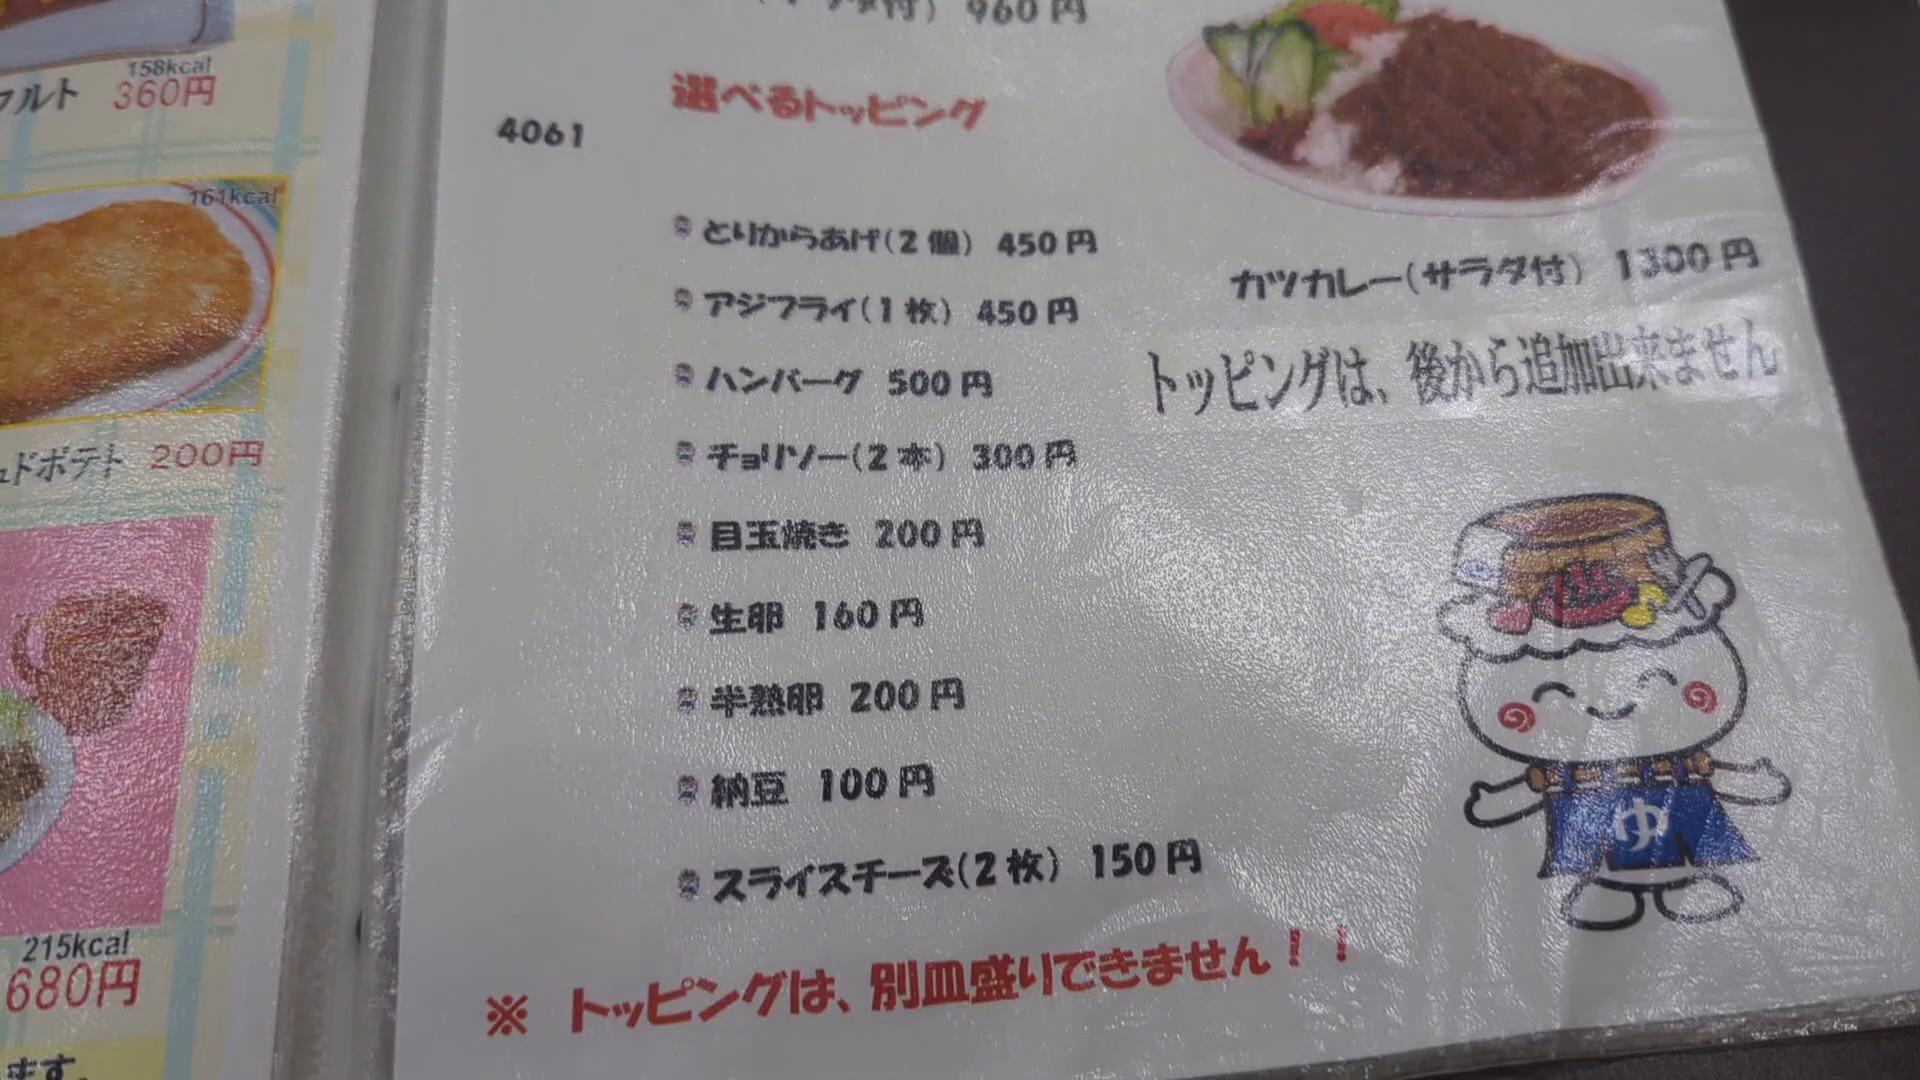 158kcal
フルト 360円
161kcal
ュドポテト 200円
215kcal
680円
ます。
付) 960円
選べるトッピング
4061
とりからあげ(2個) 450円
アジフライ(1枚) 450円
ハンバーグ 500円
チョリソー(2本) 300円
目玉焼き 200円
生卵 160円
半熟卵 200円
納豆 100円
スライスチーズ(2枚) 150円
※ トッピングは、別皿盛りできません！！
カツカレー(サラダ付) 1300円
トッピングは、後から追加出来ません
ゆ